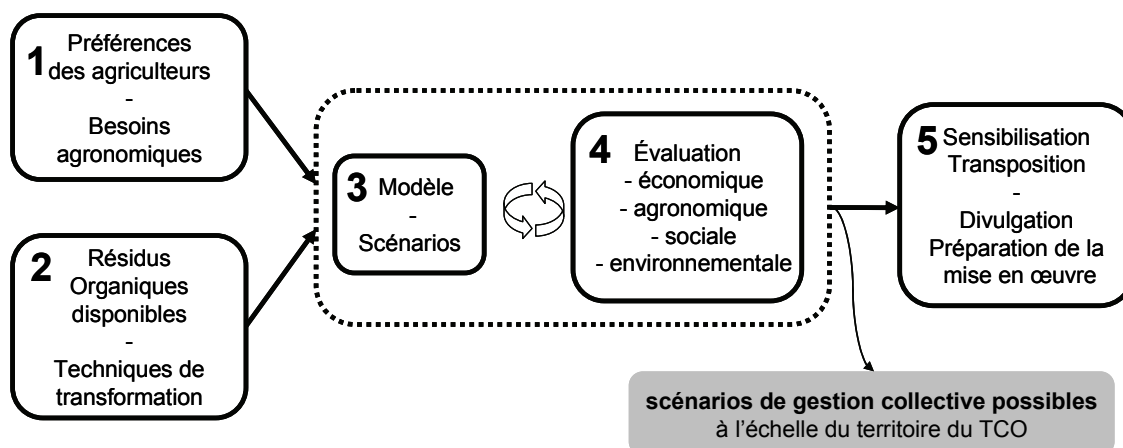 1 Préférences
des agriculteurs
-
Besoins
agronomiques
2 Résidus
Organiques
disponibles
-
Techniques de
transformation
3 Modèle
-
Scénarios
4 Évaluation
- économique
- agronomique
- sociale
- environnementale
5 Sensibilisation
Transposition
-
Divulgation
Préparation de la
mise en œuvre
scénarios de gestion collective possibles
à l'échelle du territoire du TCO